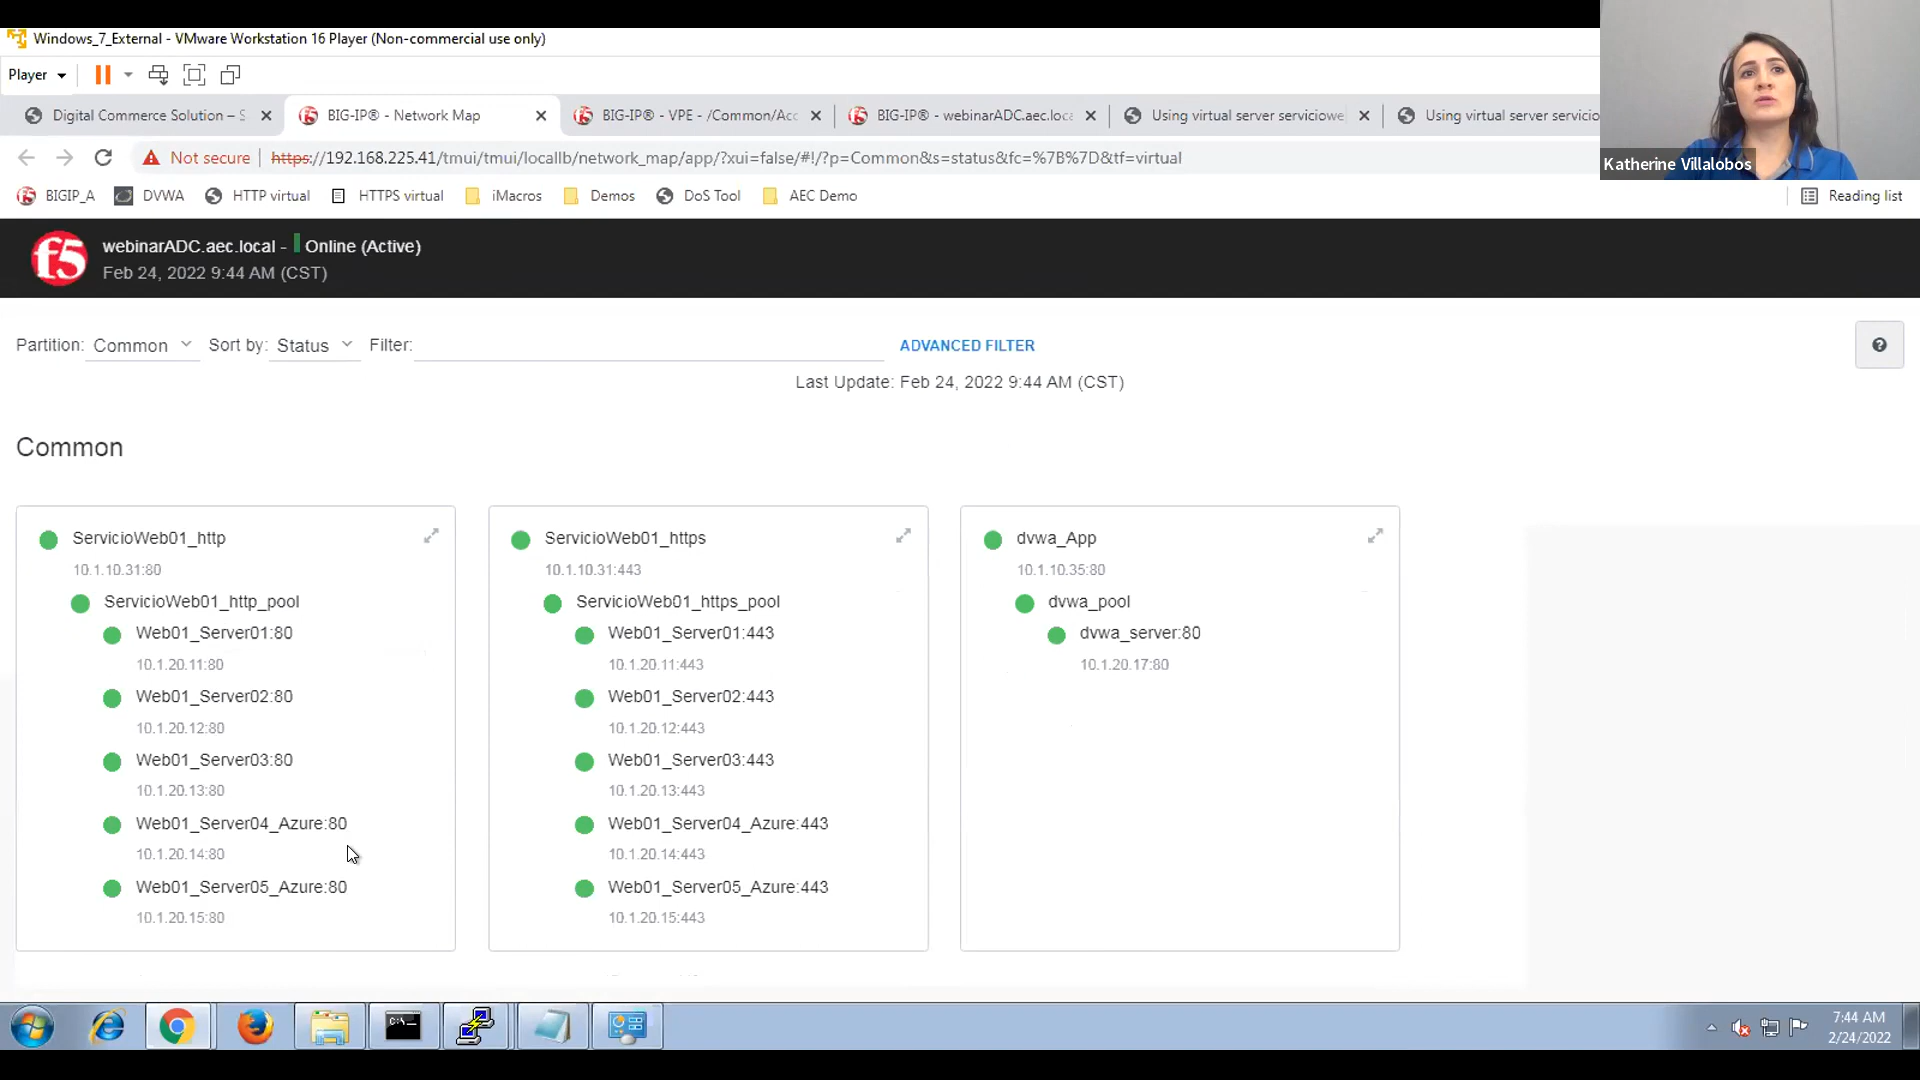 Windows_7_External - VMware Workstation 16 Player (Non-commercial use only)
Player
Digital Commerce Solution – S
BIG-IP® - Network Map
BIG-IP® - VPE - /Common/Acc
BIG-IP® - webinarADC.aec.loca
Using virtual server serviciowe
Using virtual server servicio
Not secure
https://192.168.225.41/tmui/tmui/locallb/network_map/app/?xui=false/#!/?p=Common&s=status&fc=%7B%7D&tf=virtual
Katherine Villalobos
BIGIP_A
DVWA
HTTP virtual
HTTPS virtual
iMacros
Demos
DoS Tool
AEC Demo
Reading list
f5
webinarADC.aec.local - Online (Active)
Feb 24, 2022 9:44 AM (CST)
Partition: Common Sort by: Status Filter: ADVANCED FILTER
?
Last Update: Feb 24, 2022 9:44 AM (CST)
Common
ServicioWeb01_http
10.1.10.31:80
ServicioWeb01_http_pool
Web01_Server01:80
10.1.20.11:80
Web01_Server02:80
10.1.20.12:80
Web01_Server03:80
10.1.20.13:80
Web01_Server04_Azure:80
10.1.20.14:80
Web01_Server05_Azure:80
10.1.20.15:80
ServicioWeb01_https
10.1.10.31:443
ServicioWeb01_https_pool
Web01_Server01:443
10.1.20.11:443
Web01_Server02:443
10.1.20.12:443
Web01_Server03:443
10.1.20.13:443
Web01_Server04_Azure:443
10.1.20.14:443
Web01_Server05_Azure:443
10.1.20.15:443
dvwa_App
10.1.10.35:80
dvwa_pool
dvwa_server:80
10.1.20.17:80
7:44 AM
2/24/2022